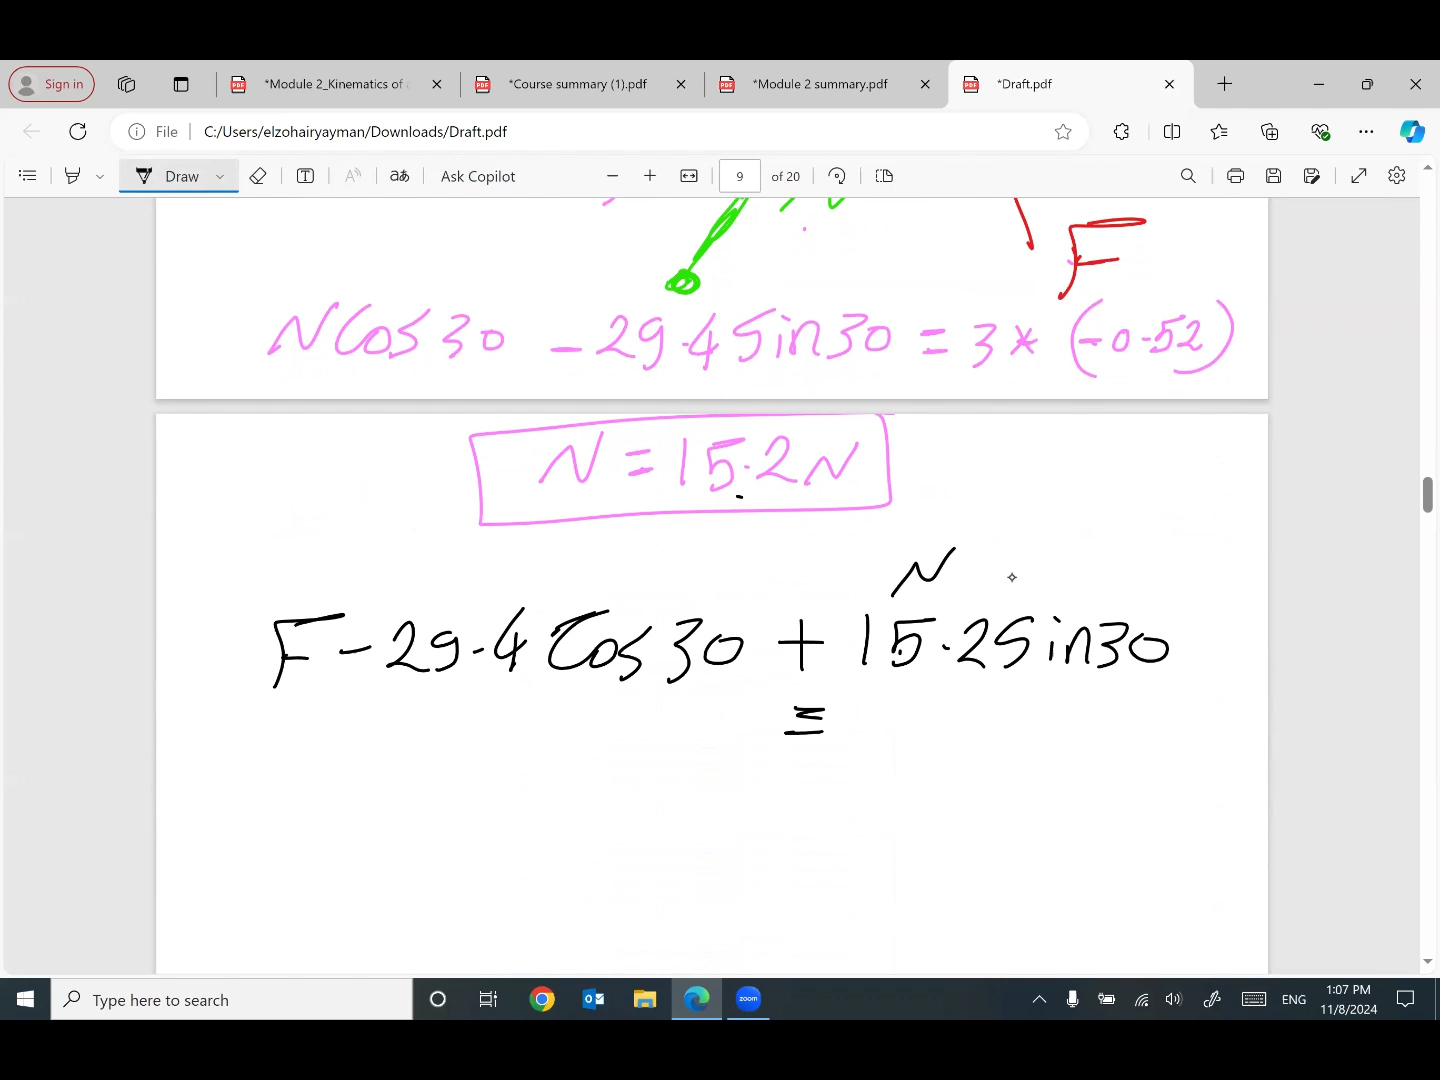 Sign in
*Module 2_Kinematics of a
*Course summary (1).pdf
*Module 2 summary.pdf
*Draft.pdf
File
C:/Users/elzohairyayman/Downloads/Draft.pdf
Draw
Ask Copilot
9
of 20
F
N Cos 30 - 29.4 Sin 30 = 3 * (-0.52)
N = 15.2 N
N
F - 29.4 Cos 30 + 15.2 Sin 30
=
Type here to search
zoom
ENG
1:07 PM
11/8/2024